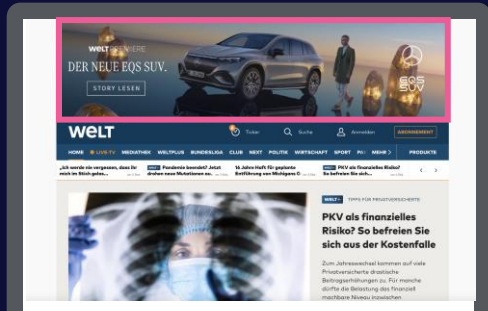 WELT PREMIERE
DER NEUE EQS SUV.
STORY LESEN
EQS
SUV
WELT
Ticker
Suche
Anmelden
ABONNEMENT
HOME LIVE-TV MEDIATHEK WELTPLUS BUNDESLIGA CLUB NEXT POLITIK WIRTSCHAFT SPORT MEHR PRODUKTE
„Ich werde nie vergessen, dass ihr
mich im Stich gelas...
Pandemie beendet? Jetzt
drohen neue Mutationen
16 Jahre Haft für geplante
Entführung von Michigans G
PKV als finanzielles Risiko?
So befreien Sie sich...
WELT+ TIPPS FÜR PRIVATVERSICHERTE
PKV als finanzielles
Risiko? So befreien Sie
sich aus der Kostenfalle
Zum Jahreswechsel kommen auf viele
Privatversicherte drastische
Beitragserhöhungen zu. Für manche
dürfte die Belastung das finanziell
machbare Niveau inzwischen